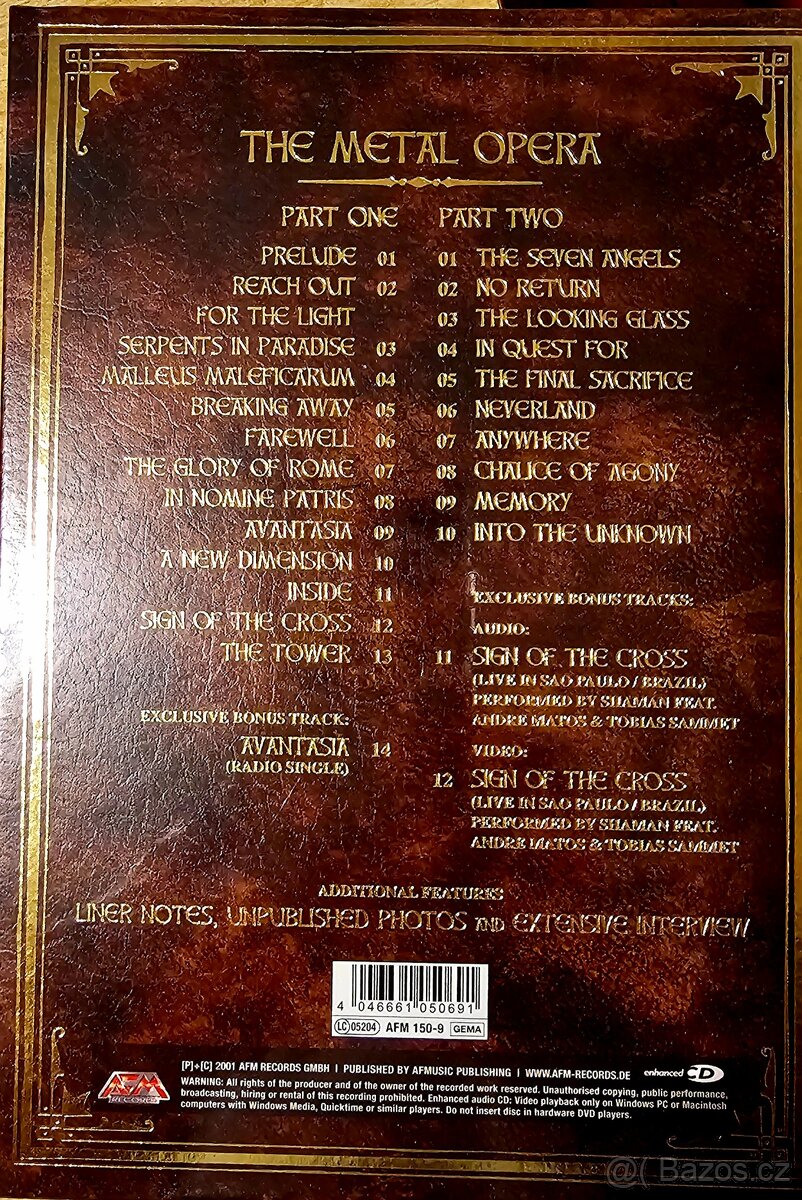 THE METAL OPERA
PART ONE
PRELUDE 01
REACH OUT 02
FOR THE LIGHT
SERPENTS IN PARADISE 03
MALLEUS MALEFICARUM 04
BREAKING AWAY 05
FAREWELL 06
THE GLORY OF ROME 07
IN NOMINE PATRIS 08
AVANTASIA 09
A NEW DIMENSION 10
INSIDE 11
SIGN OF THE CROSS 12
THE TOWER 13
EXCLUSIVE BONUS TRACK:
AVANTASIA 14
(RADIO SINGLE)
PART TWO
01 THE SEVEN ANGELS
02 NO RETURN
03 THE LOOKING GLASS
04 IN QUEST FOR
05 THE FINAL SACRIFICE
06 NEVERLAND
07 ANYWHERE
08 CHALICE OF AGONY
09 MEMORY
10 INTO THE UNKNOWN
EXCLUSIVE BONUS TRACKS:
AUDIO:
11 SIGN OF THE CROSS
(LIVE IN SAO PAULO / BRAZIL)
PERFORMED BY SHAMAN FEAT.
ANDRE MATOS & TOBIAS SAMMET
VIDEO:
12 SIGN OF THE CROSS
(LIVE IN SAO PAULO / BRAZIL)
PERFORMED BY SHAMAN FEAT.
ANDRE MATOS & TOBIAS SAMMET
ADDITIONAL FEATURES
LINER NOTES, UNPUBLISHED PHOTOS AND EXTENSIVE INTERVIEW
4 046661 050691
LC 05204 AFM 150-9 GEMA
AFM RECORDS
[P]+[C] 2001 AFM RECORDS GMBH | PUBLISHED BY AFMUSIC PUBLISHING | WWW.AFM-RECORDS.DE enhanced CD
WARNING: All rights of the producer and of the owner of the recorded work reserved. Unauthorised copying, public performance,
broadcasting, hiring or rental of this recording prohibited. Enhanced audio CD: Video playback only on Windows PC or Macintosh
computers with Windows Media, Quicktime or similar players. Do not insert disc in hardware DVD players.
@( Bazos.cz